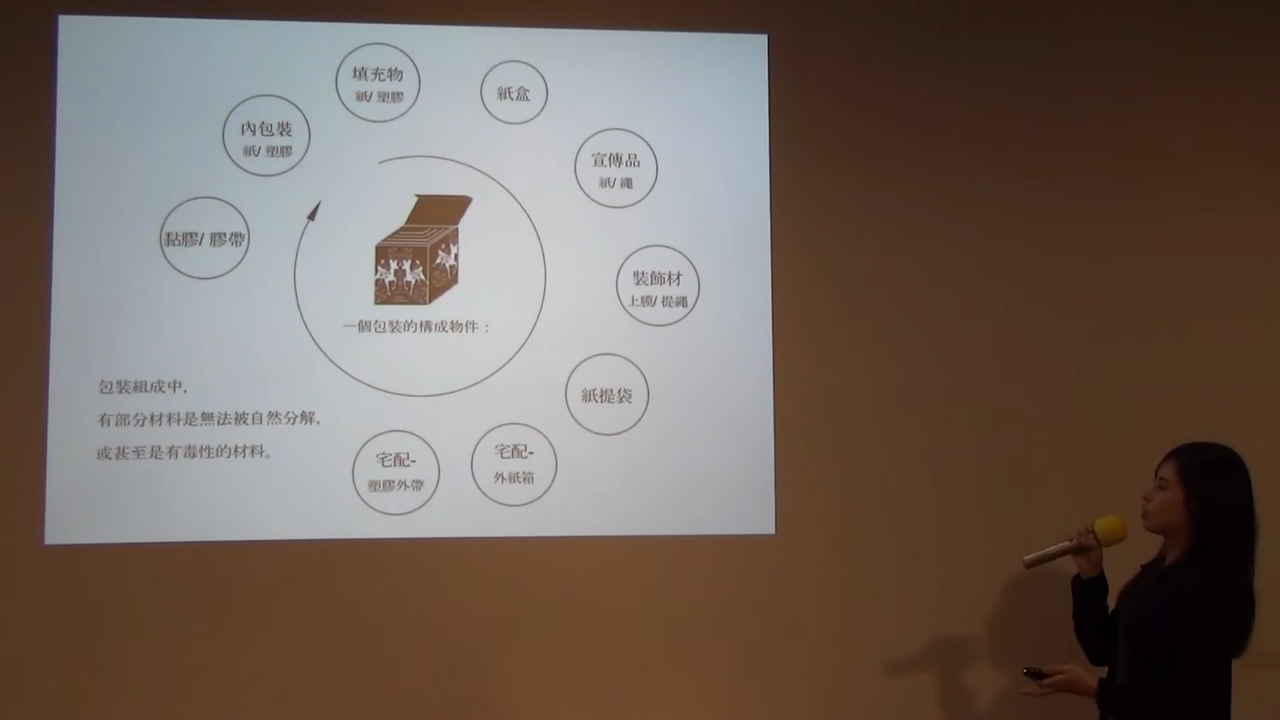 填充物
紙/ 塑膠
紙盒
內包裝
紙/ 塑膠
宣傳品
紙/ 繩
黏膠/ 膠帶
裝飾材
上膜/ 提繩
一個包裝的構成物件：
紙提袋
包裝組成中,
有部分材料是無法被自然分解,
或甚至是有毒性的材料。
宅配-
塑膠外帶
宅配-
外紙箱